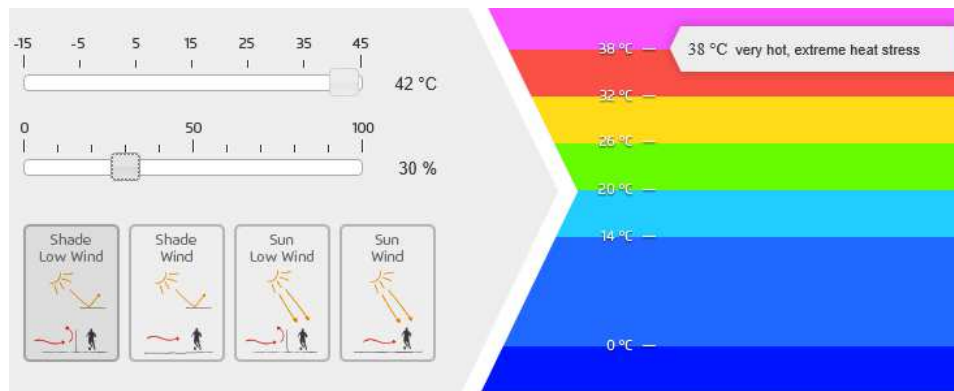 -15 -5 5 15 25 35 45
42 °C
0 50 100
30 %
Shade
Low Wind
Shade
Wind
Sun
Low Wind
Sun
Wind
38 °C
38 °C very hot, extreme heat stress
32 °C
26 °C
20 °C
14 °C
0 °C